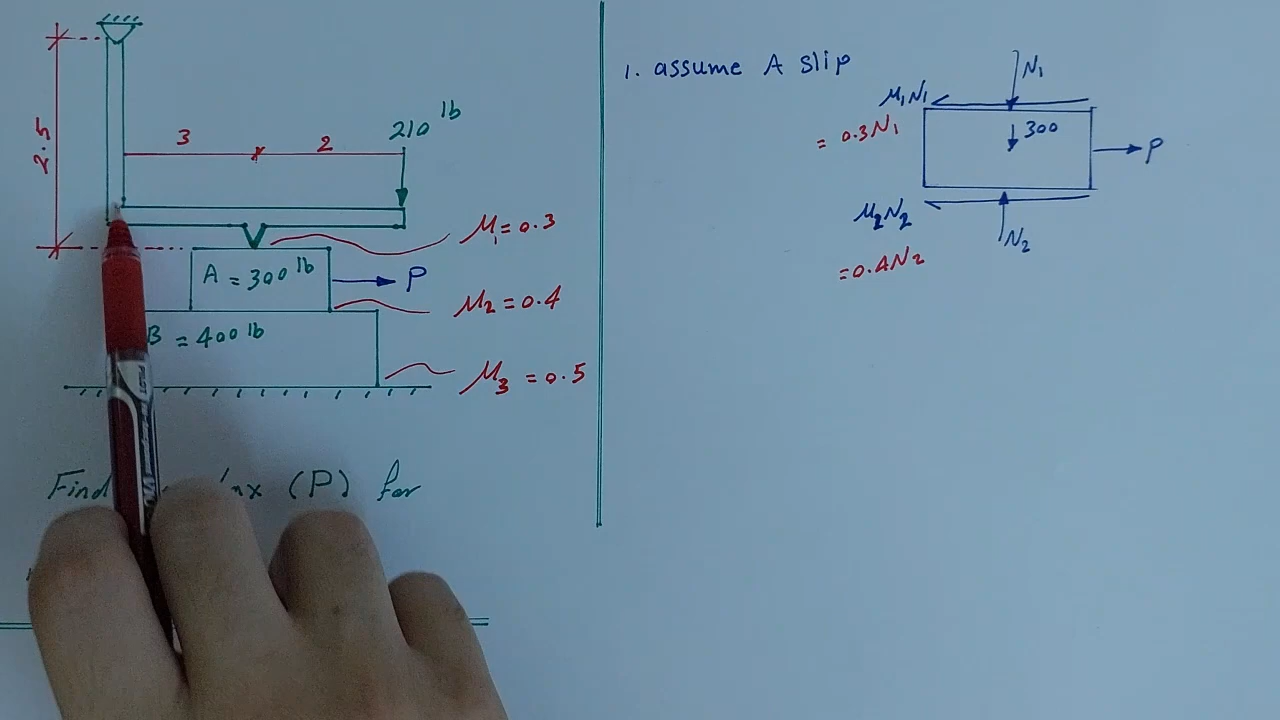 2.5
3
2
210 lb
μ₁ = 0.3
A = 300 lb
P
μ₂ = 0.4
B = 400 lb
μ₃ = 0.5
Find
(P) for
1. assume A slip
N₁
μ₁N₁
= 0.3N₁
300
P
μ₂N₂
= 0.4N₂
N₂